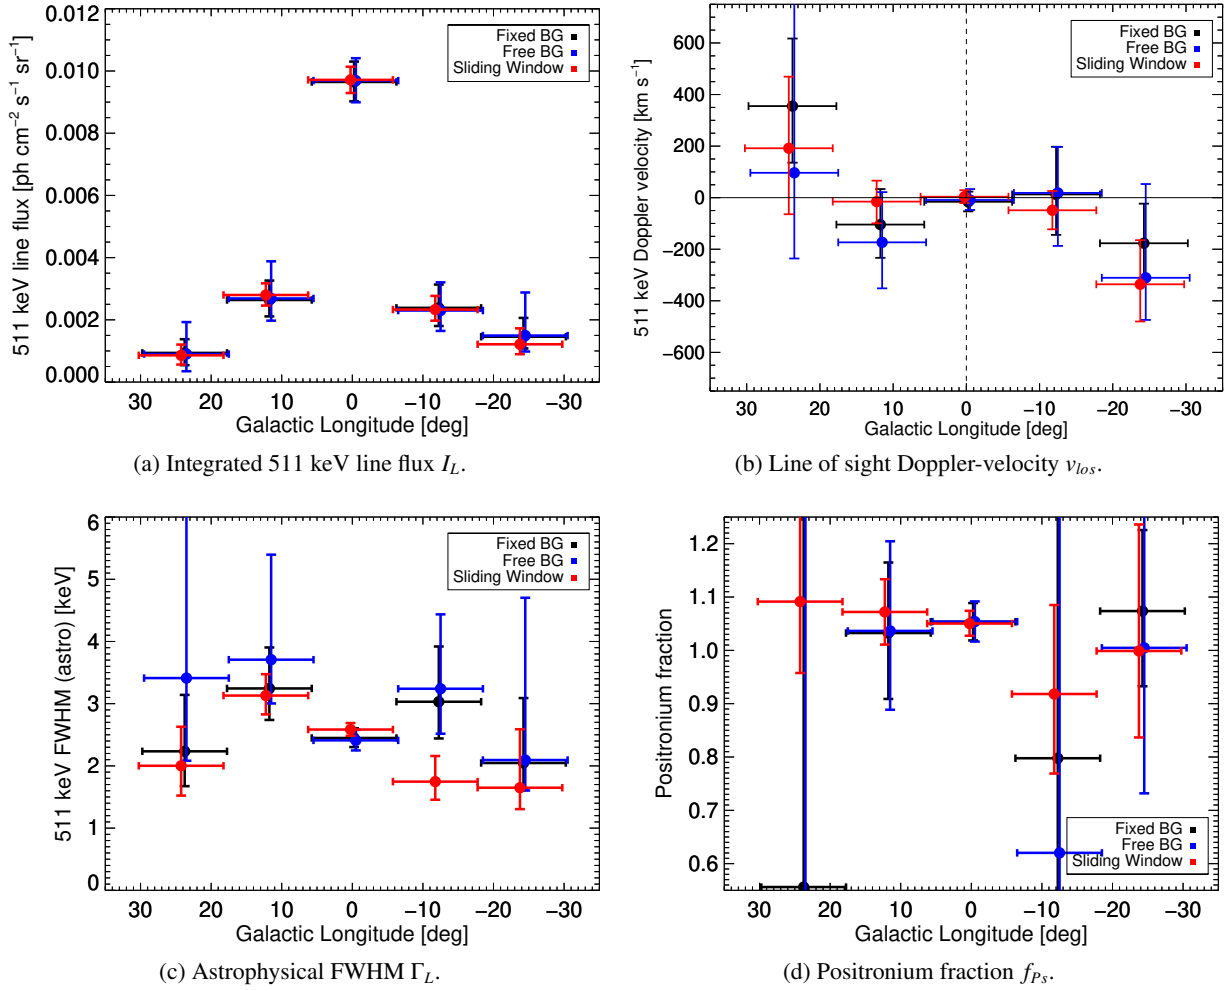 0.012
0.010
0.008
0.006
0.004
0.002
0.000
511 keV line flux [ph cm⁻² s⁻¹ sr⁻¹]
Fixed BG
Free BG
Sliding Window
30 20 10 0 −10 −20 −30
Galactic Longitude [deg]
(a) Integrated 511 keV line flux I_L.
600
400
200
0
−200
−400
−600
511 keV Doppler velocity [km s⁻¹]
Fixed BG
Free BG
Sliding Window
30 20 10 0 −10 −20 −30
Galactic Longitude [deg]
(b) Line of sight Doppler-velocity v_los.
6
5
4
3
2
1
0
511 keV FWHM (astro) [keV]
Fixed BG
Free BG
Sliding Window
30 20 10 0 −10 −20 −30
Galactic Longitude [deg]
(c) Astrophysical FWHM Γ_L.
1.2
1.1
1.0
0.9
0.8
0.7
0.6
Positronium fraction
Fixed BG
Free BG
Sliding Window
30 20 10 0 −10 −20 −30
Galactic Longitude [deg]
(d) Positronium fraction f_Ps.